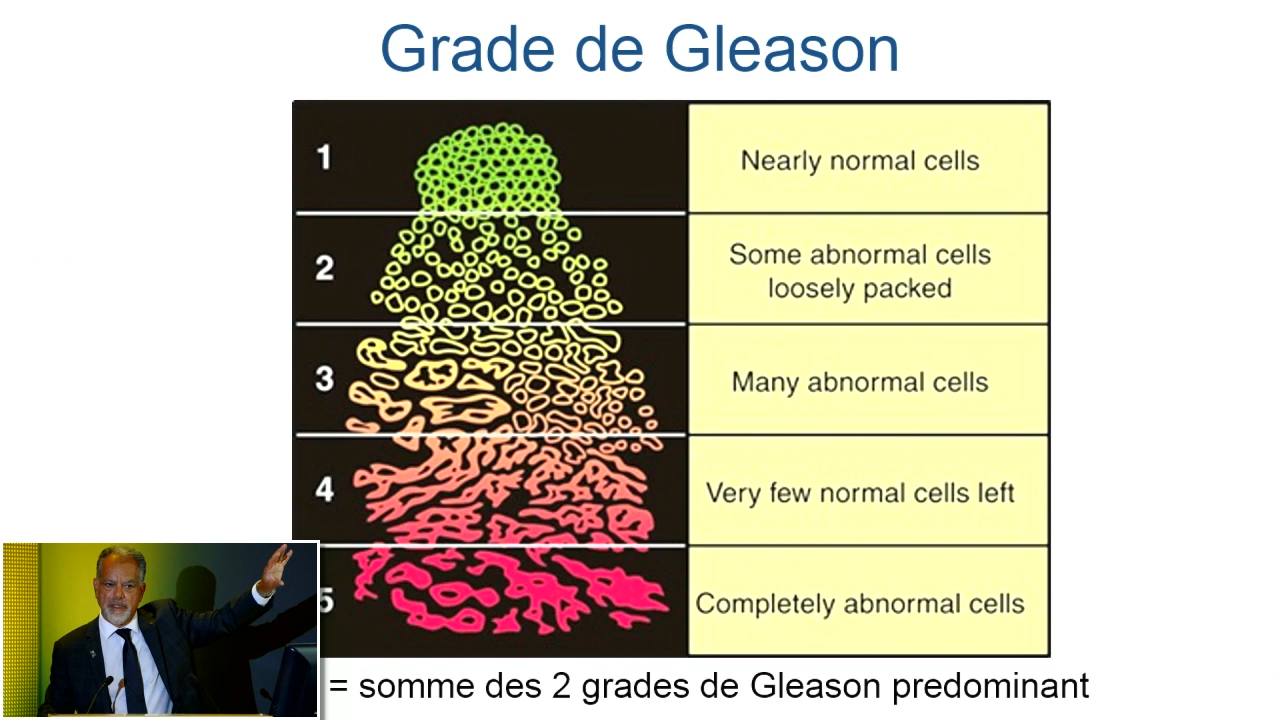 Grade de Gleason
1
Nearly normal cells
2
Some abnormal cells
loosely packed
3
Many abnormal cells
4
Very few normal cells left
5
Completely abnormal cells
= somme des 2 grades de Gleason predominant